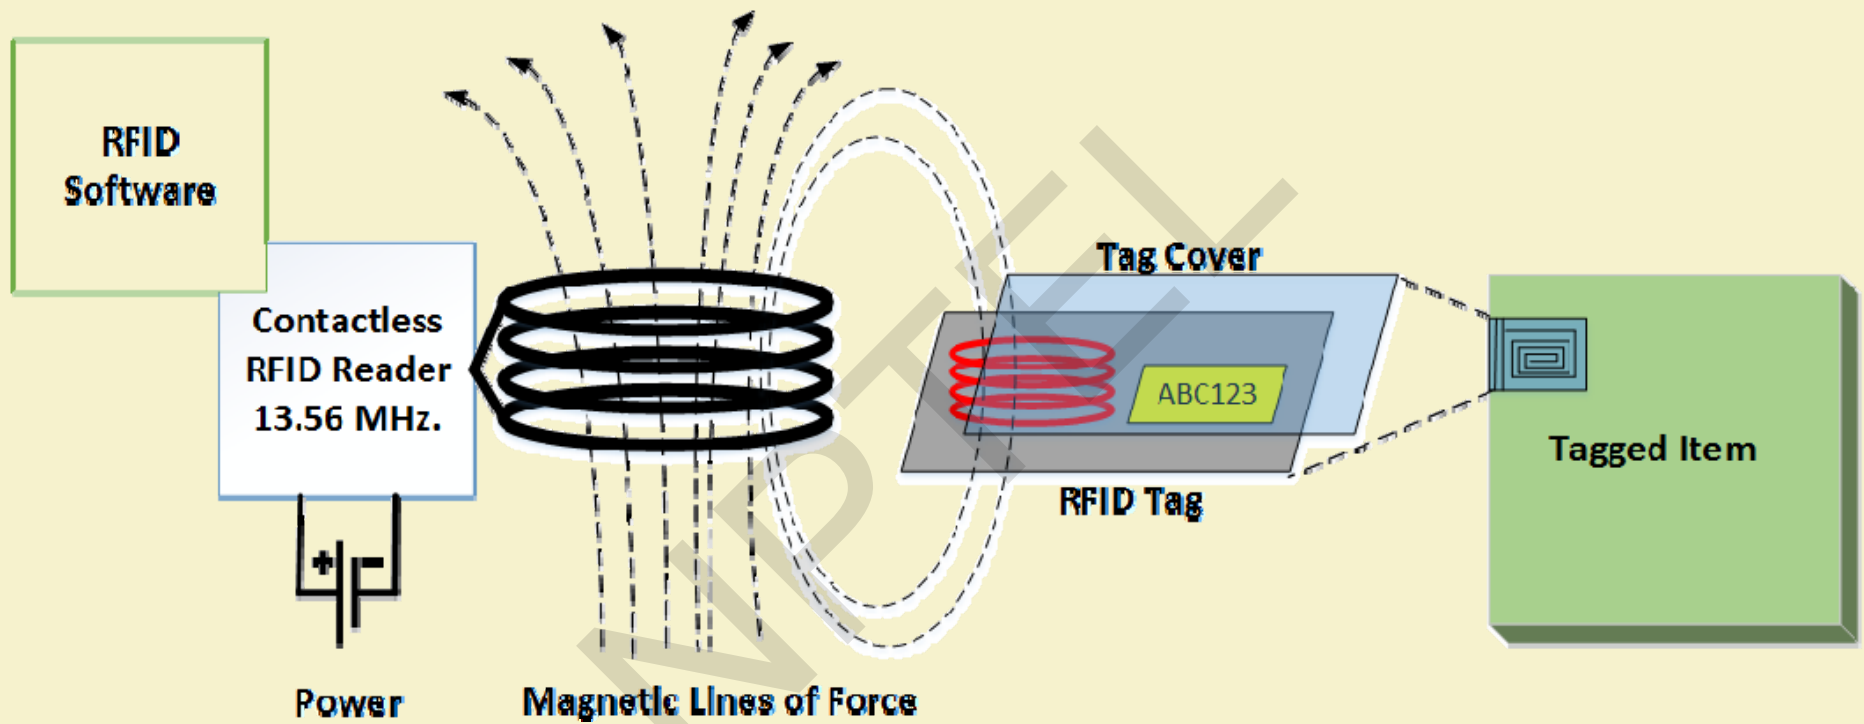 RFID
Software
Contactless
RFID Reader
13.56 MHz.
+ -
Power
Magnetic Lines of Force
Tag Cover
ABC123
RFID Tag
Tagged Item
NPTEL